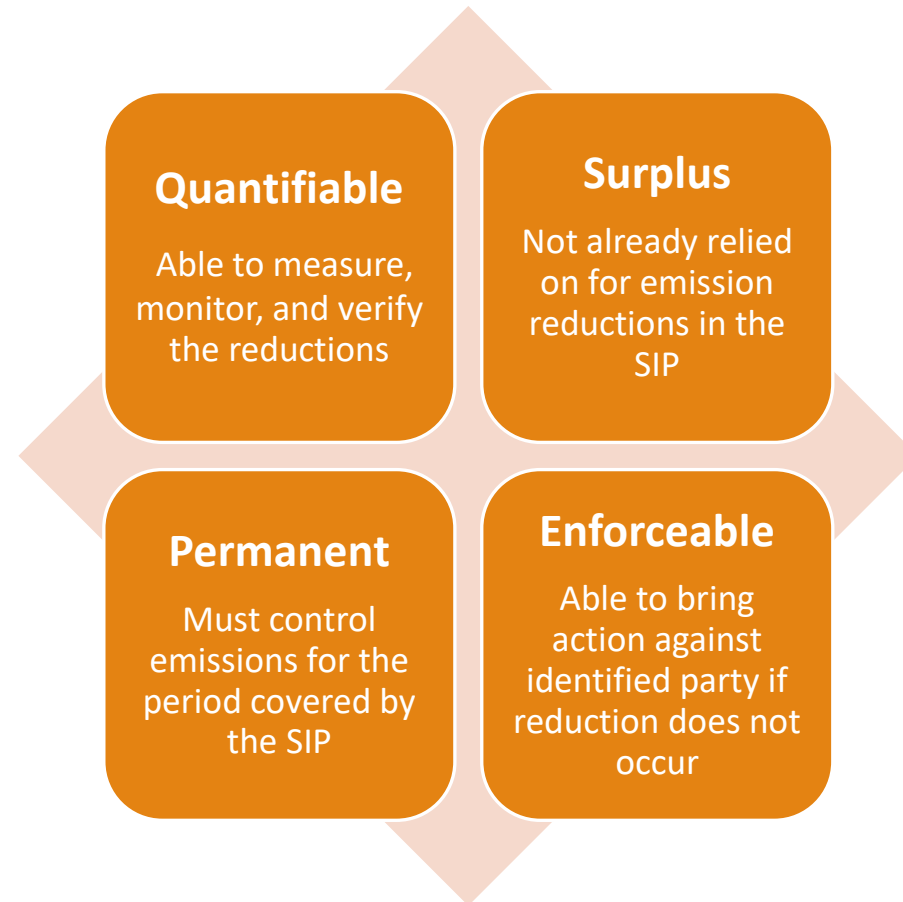 Quantifiable
Able to measure,
monitor, and verify
the reductions
Surplus
Not already relied
on for emission
reductions in the
SIP
Permanent
Must control
emissions for the
period covered by
the SIP
Enforceable
Able to bring
action against
identified party if
reduction does not
occur